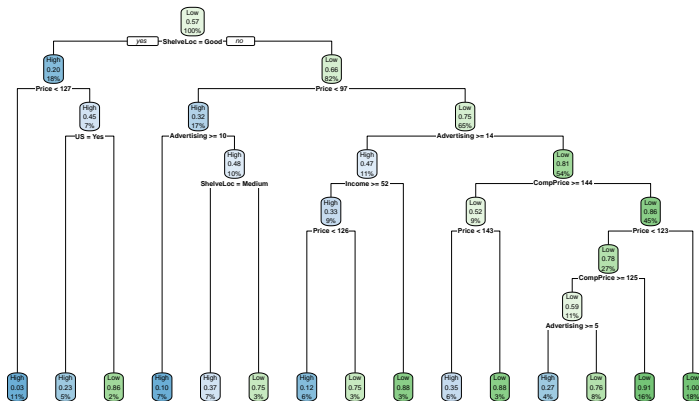 Low
0.57
100%
yes
ShelveLoc = Good
no
High
0.20
18%
Low
0.66
82%
Price < 127
Price < 97
High
0.45
7%
High
0.32
17%
Low
0.75
65%
US = Yes
Advertising >= 10
Advertising >= 14
High
0.48
10%
High
0.47
11%
Low
0.81
54%
ShelveLoc = Medium
Income >= 52
CompPrice >= 144
High
0.33
9%
Low
0.52
9%
Low
0.86
45%
Price < 126
Price < 143
Price < 123
Low
0.78
27%
CompPrice >= 125
Low
0.59
11%
Advertising >= 5
High
0.03
11%
High
0.23
5%
Low
0.86
2%
High
0.10
7%
High
0.37
7%
Low
0.75
3%
High
0.12
6%
Low
0.75
3%
Low
0.88
3%
High
0.35
6%
Low
0.88
3%
High
0.27
4%
Low
0.76
8%
Low
0.91
16%
Low
1.00
18%